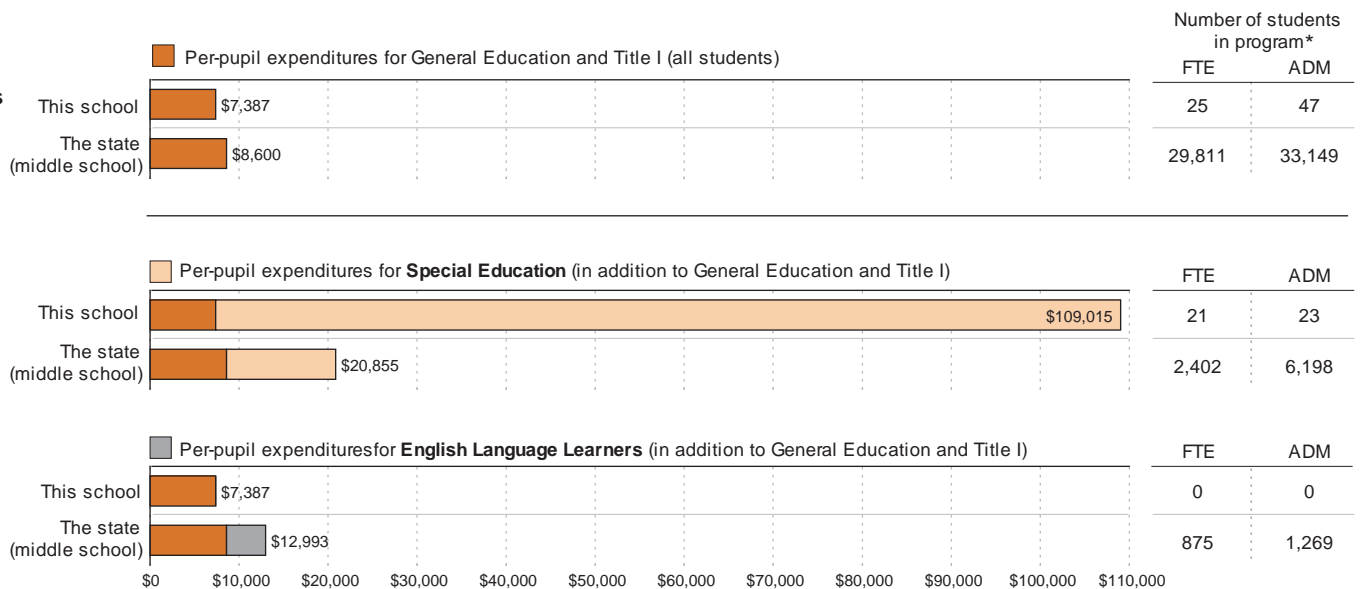 Number of students
in program*
Per-pupil expenditures for General Education and Title I (all students)
FTE ADM
s
This school $7,387 25 47
The state
(middle school) $8,600 29,811 33,149
Per-pupil expenditures for Special Education (in addition to General Education and Title I)
FTE ADM
This school $109,015 21 23
The state
(middle school) $20,855 2,402 6,198
Per-pupil expendituresfor English Language Learners (in addition to General Education and Title I)
FTE ADM
This school $7,387 0 0
The state
(middle school) $12,993 875 1,269
$0 $10,000 $20,000 $30,000 $40,000 $50,000 $60,000 $70,000 $80,000 $90,000 $100,000 $110,000